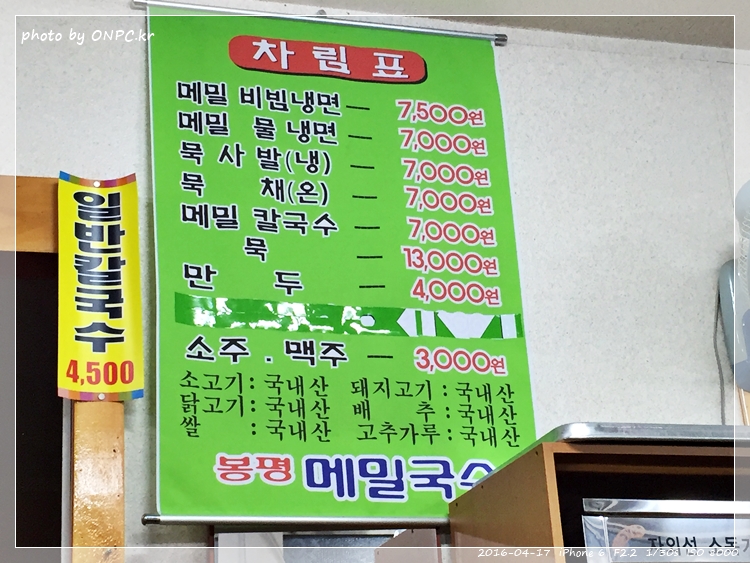 photo by ONPC.kr
차림표
메밀 비빔냉면 — 7,500원
메밀 물 냉면 — 7,000원
묵 사 발(냉) — 7,000원
묵 채(온) — 7,000원
메밀 칼국수 — 7,000원
묵 — 13,000원
만 두 — 4,000원
소주 . 맥주 — 3,000원
소고기 : 국내산 돼지고기 : 국내산
닭고기 : 국내산 배 추 : 국내산
쌀 : 국내산 고추가루 : 국내산
봉평 메밀국수
일반칼국수
4,500
2016-04-17 iPhone 6 F2.2 1/30s ISO